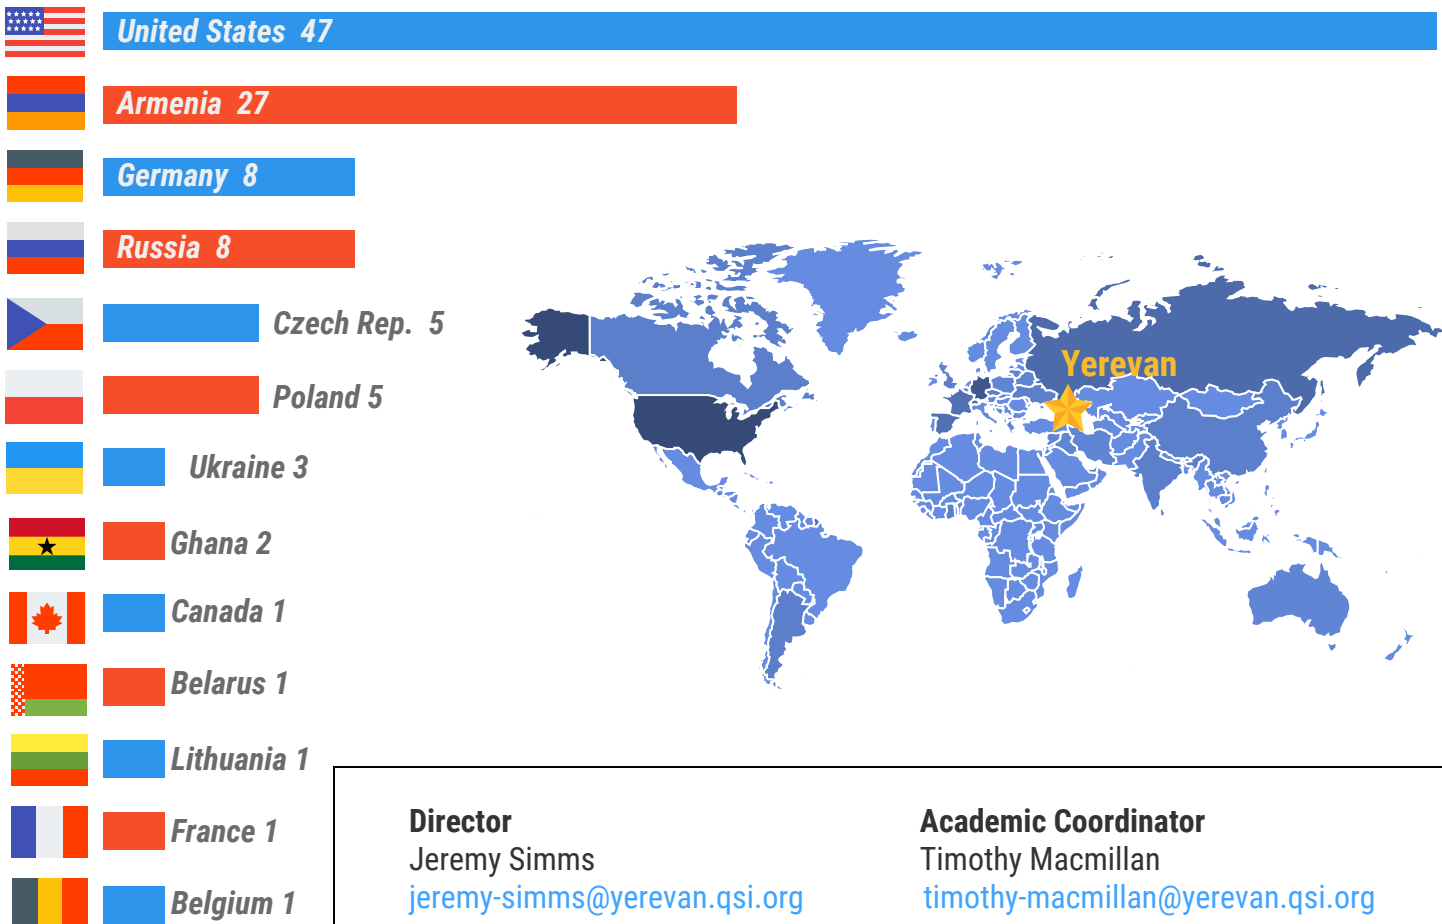 United States 47
Armenia 27
Germany 8
Russia 8
Czech Rep. 5
Yerevan
Poland 5
Ukraine 3
Ghana 2
Canada 1
Belarus 1
Lithuania 1
France 1
Belgium 1
Director
Jeremy Simms
jeremy-simms@yerevan.qsi.org
Academic Coordinator
Timothy Macmillan
timothy-macmillan@yerevan.qsi.org